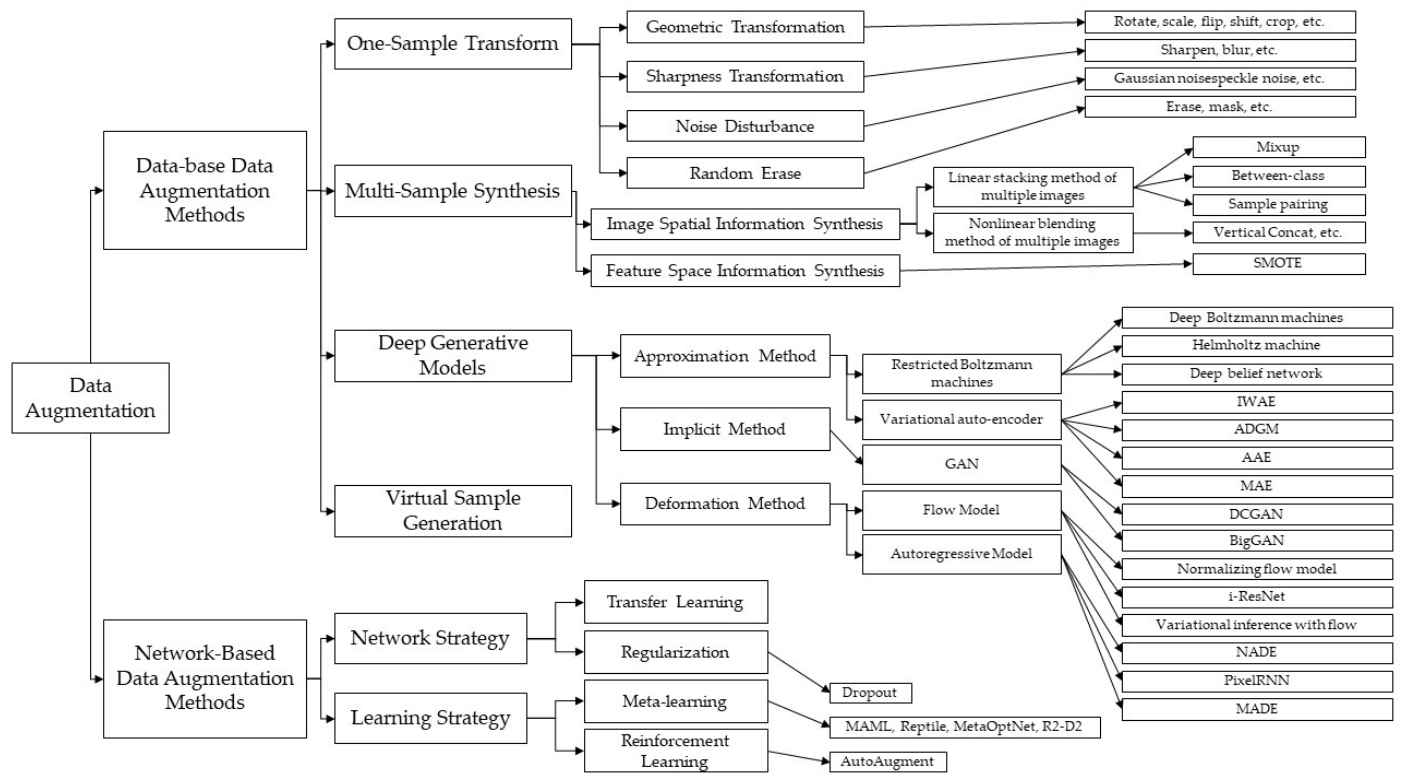 Data
Augmentation
Data-base Data
Augmentation
Methods
One-Sample Transform
Geometric Transformation
Rotate, scale, flip, shift, crop, etc.
Sharpness Transformation
Sharpen, blur, etc.
Noise Disturbance
Gaussian noisespeckle noise, etc.
Random Erase
Erase, mask, etc.
Multi-Sample Synthesis
Image Spatial Information Synthesis
Linear stacking method of
multiple images
Mixup
Between-class
Sample pairing
Nonlinear blending
method of multiple images
Vertical Concat, etc.
Feature Space Information Synthesis
SMOTE
Deep Generative
Models
Approximation Method
Restricted Boltzmann
machines
Deep Boltzmann machines
Helmholtz machine
Deep belief network
Variational auto-encoder
IWAE
ADGM
AAE
MAE
Implicit Method
GAN
DCGAN
BigGAN
Deformation Method
Flow Model
Normalizing flow model
i-ResNet
Variational inference with flow
Autoregressive Model
NADE
PixelRNN
MADE
Virtual Sample
Generation
Network-Based
Data Augmentation
Methods
Network Strategy
Transfer Learning
Regularization
Dropout
Learning Strategy
Meta-learning
MAML, Reptile, MetaOptNet, R2-D2
Reinforcement
Learning
AutoAugment